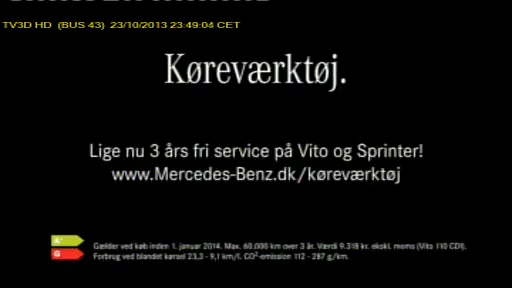 TV3D HD (BUS 43) 23/10/2013 23:49:04 CET
Køreværktøj.
Lige nu 3 års fri service på Vito og Sprinter!
www.Mercedes-Benz.dk/køreværktøj
A+
Gælder ved køb inden 1. januar 2014. Max. 60.000 km over 3 år. Værdi 9.318 kr. ekskl. moms (Vito 110 CDI).
G
Forbrug ved blandet kørsel 23,3 - 9,1 km/l. CO²-emission 112 - 287 g/km.